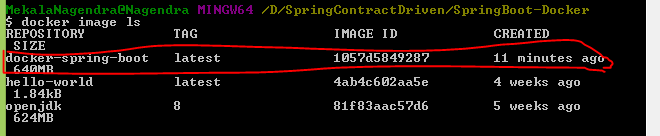 MekalaNagendra@Nagendra MINGW64 /D/SpringContractDriven/SpringBoot-Docker
$ docker image ls
REPOSITORY TAG IMAGE ID CREATED
SIZE
docker-spring-boot latest 1057d5849287 11 minutes ago
640MB
hello-world latest 4ab4c602aa5e 4 weeks ago
1.84kB
openjdk 8 81f83aac57d6 5 weeks ago
624MB